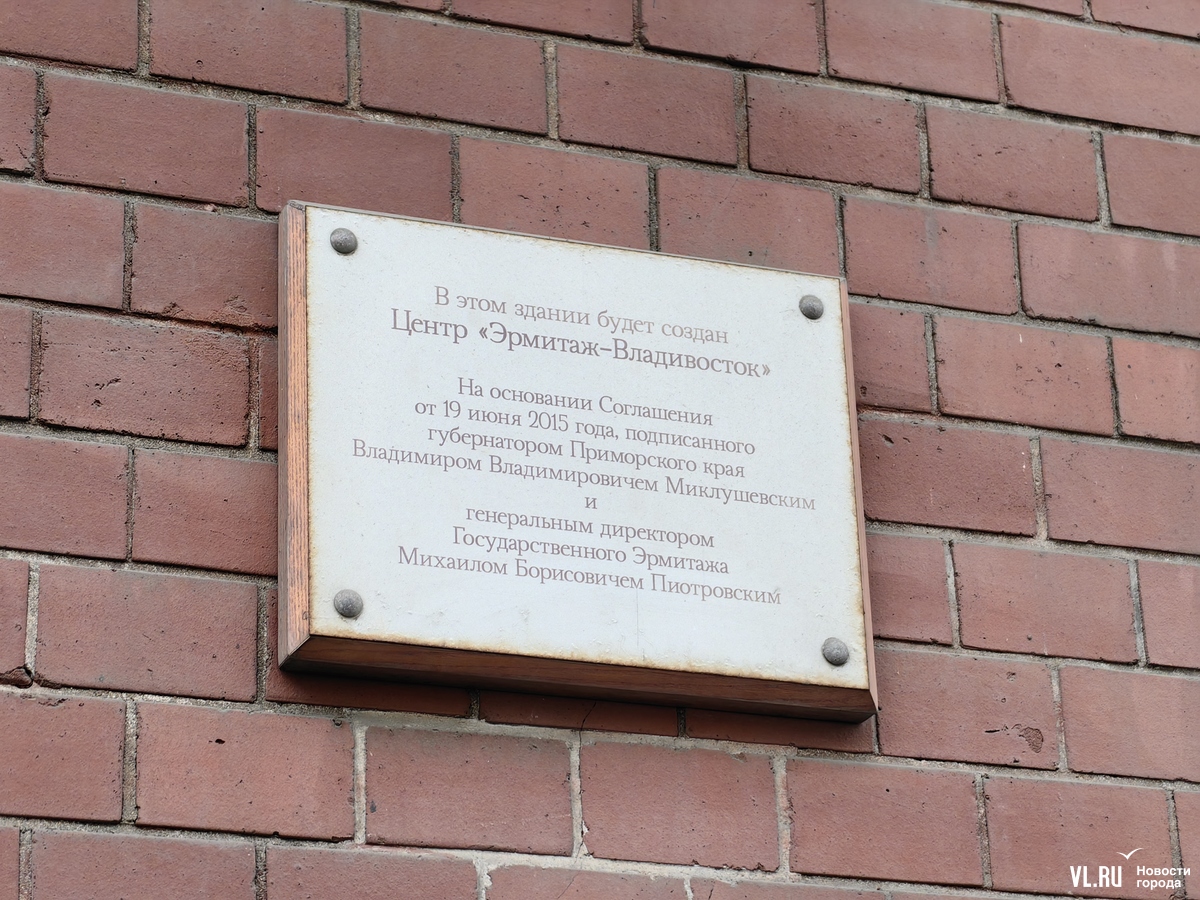 В этом здании будет создан
Центр «Эрмитаж-Владивосток»
На основании Соглашения
от 19 июня 2015 года, подписанного
губернатором Приморского края
Владимиром Владимировичем Миклушевским
и
генеральным директором
Государственного Эрмитажа
Михаилом Борисовичем Пиотровским
VL.RU
Новости
города